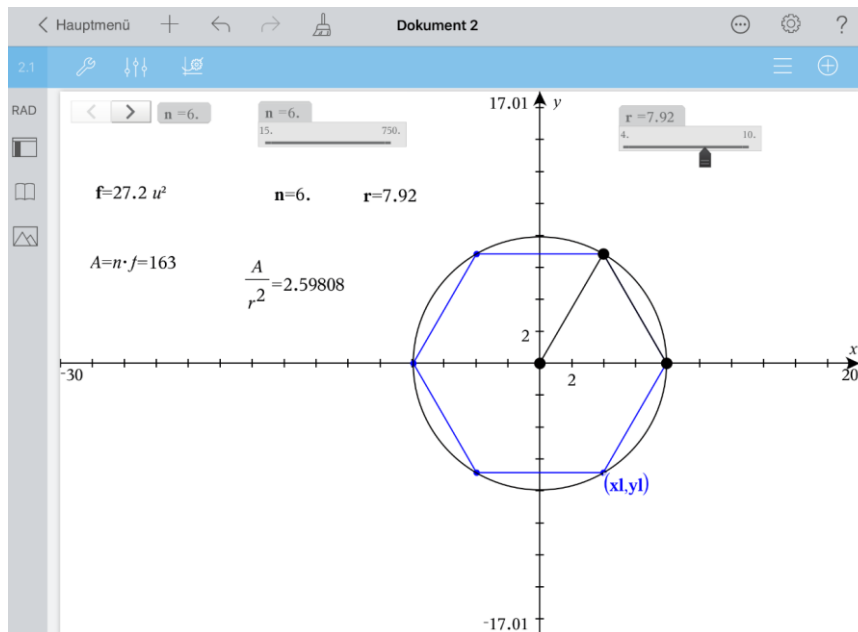 Hauptmenü
Dokument 2
?
2.1
RAD
n =6.
n =6.
15. 750.
17.01 y
r =7.92
4. 10.
f=27.2 u²
n=6.
r=7.92
A=n·f=163
A/r²=2.59808
2
x
-30
2
20
(xl,yl)
-17.01